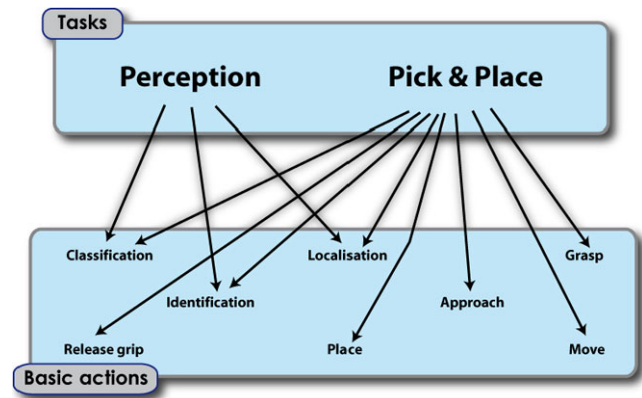 Tasks
Perception
Pick & Place
Classification
Localisation
Grasp
Identification
Approach
Release grip
Place
Move
Basic actions